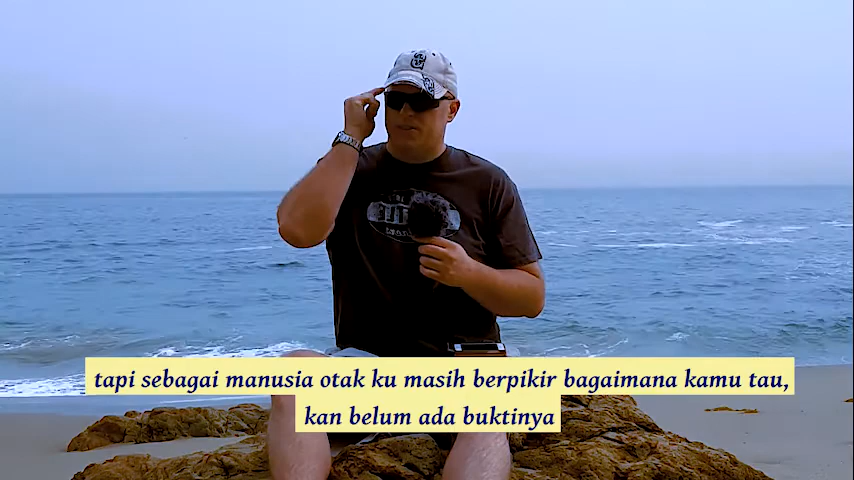 tapi sebagai manusia otak ku masih berpikir bagaimana kamu tau,
kan belum ada buktinya